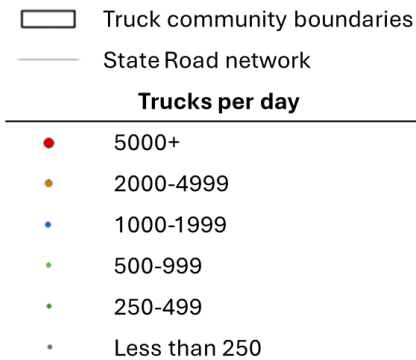 Truck community boundaries
State Road network
Trucks per day
5000+
2000-4999
1000-1999
500-999
250-499
Less than 250